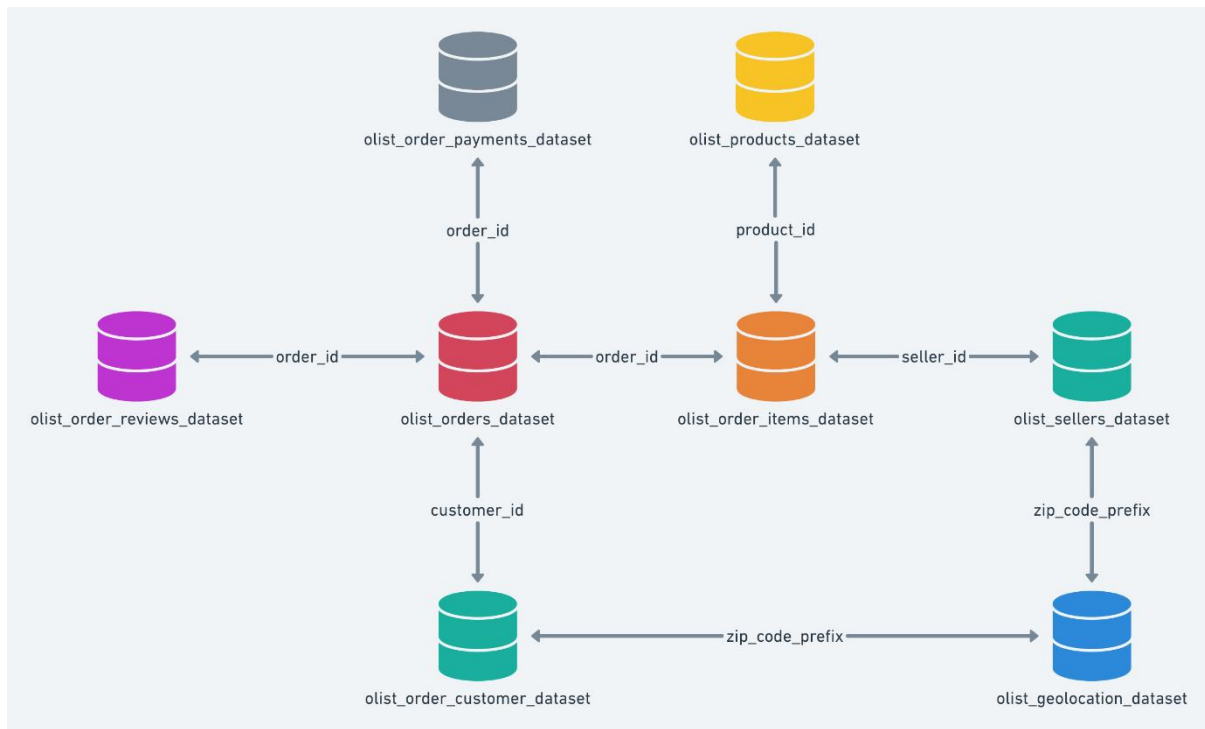 olist_order_payments_dataset
olist_products_dataset
order_id
product_id
order_id
order_id
seller_id
olist_order_reviews_dataset
olist_orders_dataset
olist_order_items_dataset
olist_sellers_dataset
customer_id
zip_code_prefix
zip_code_prefix
olist_order_customer_dataset
olist_geolocation_dataset